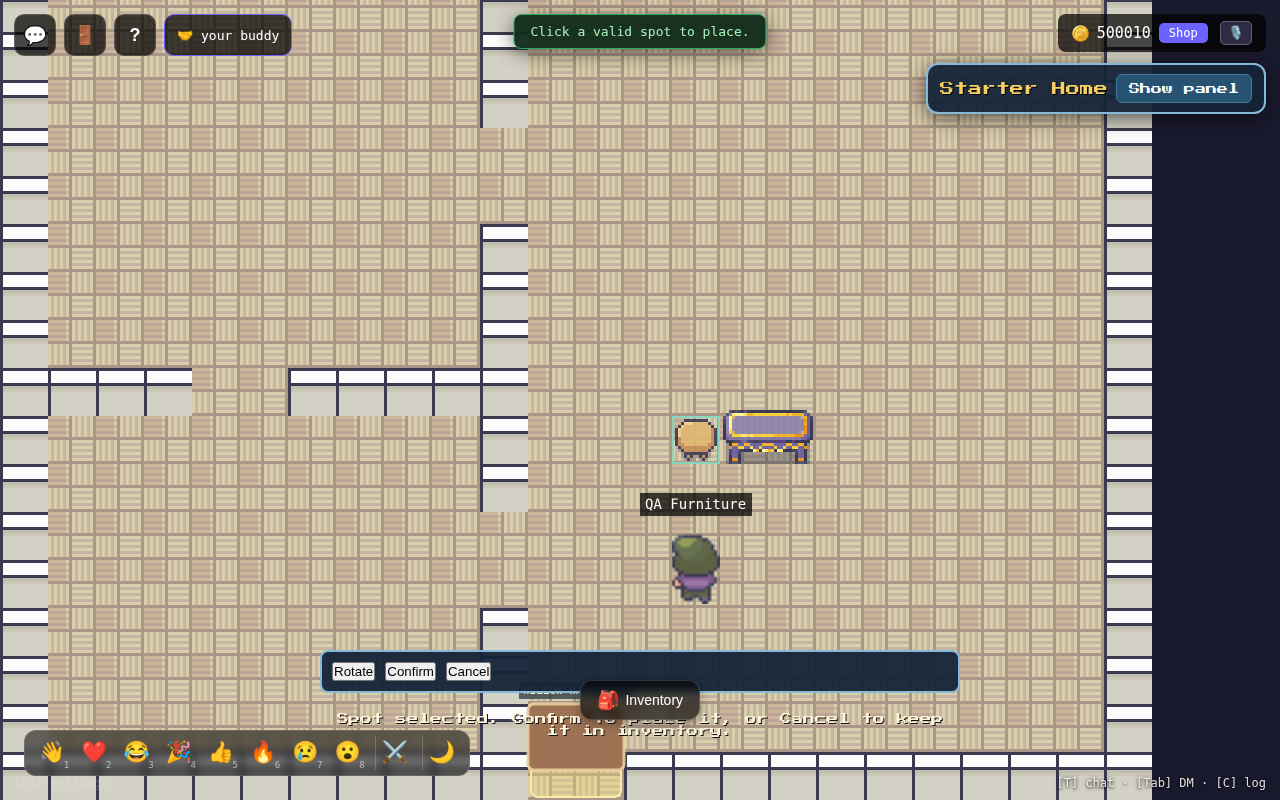 your buddy
Click a valid spot to place.
500010
Shop
Starter Home
Show panel
QA Furniture
Rotate
Confirm
Cancel
Inventory
Spot selected. Confirm to place it, or Cancel to keep
it in inventory.
1 2 3 4 5 6 7 8
[T] chat · [Tab] DM · [C] log
?